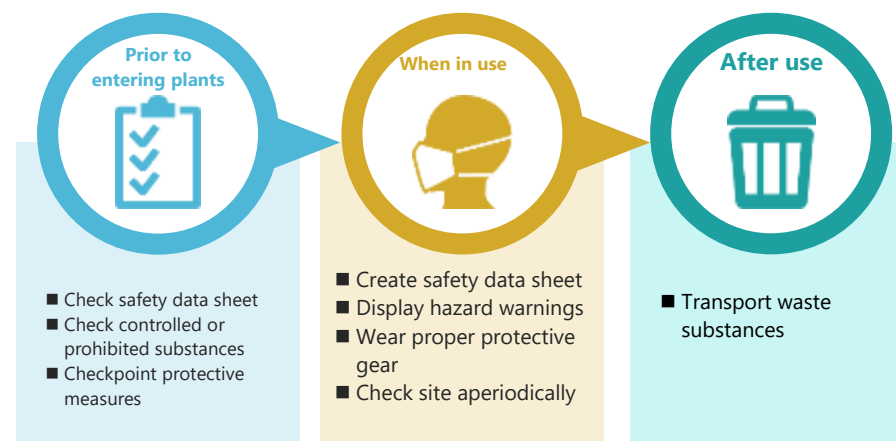 Prior to
entering plants
When in use
After use
■ Check safety data sheet
■ Check controlled or
prohibited substances
■ Checkpoint protective
measures
■ Create safety data sheet
■ Display hazard warnings
■ Wear proper protective
gear
■ Check site aperiodically
■ Transport waste
substances